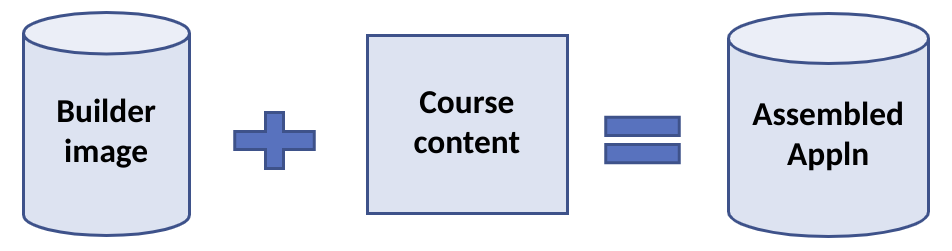 Builder
image
Course
content
Assembled
Appln